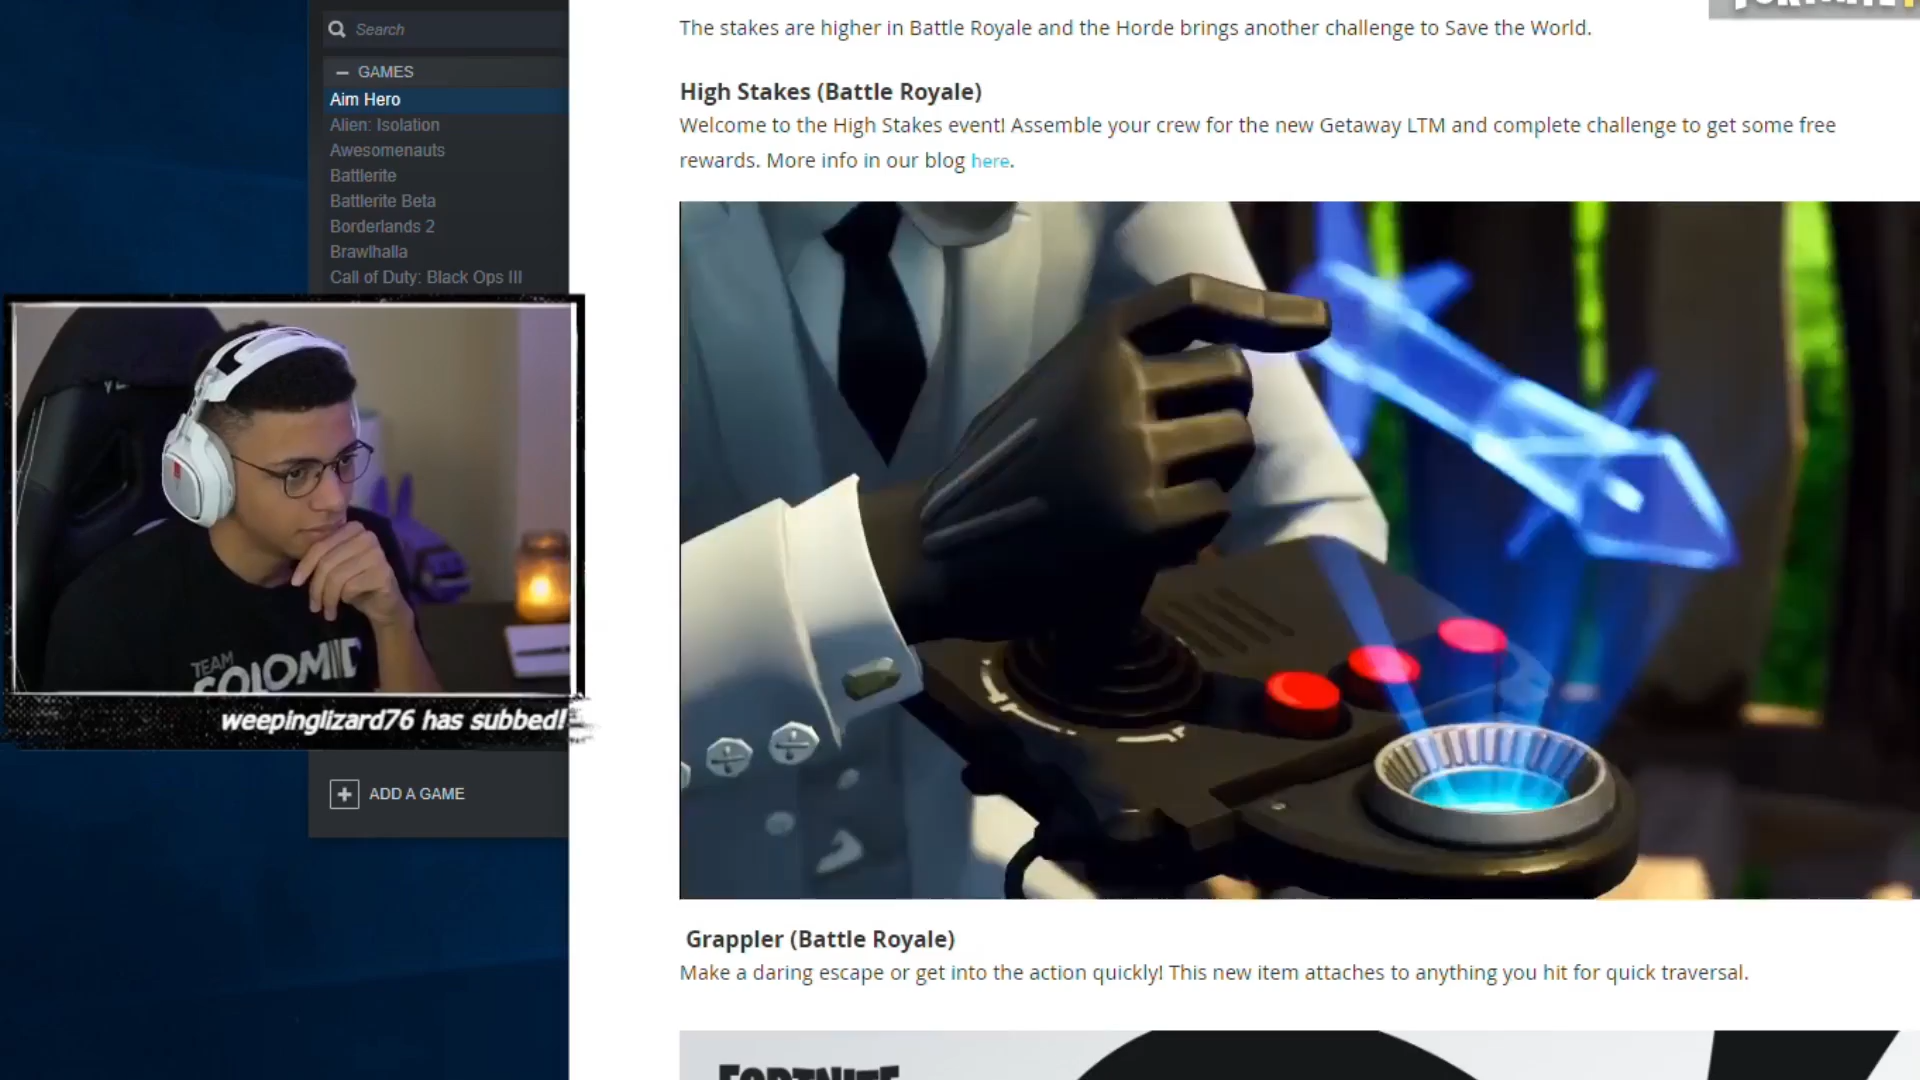 Search
GAMES
Aim Hero
Alien: Isolation
Awesomenauts
Battlerite
Battlerite Beta
Borderlands 2
Brawlhalla
Call of Duty: Black Ops III
TEAM
SOLOMID
weepinglizard76 has subbed!
ADD A GAME
FORTNITE
The stakes are higher in Battle Royale and the Horde brings another challenge to Save the World.
High Stakes (Battle Royale)
Welcome to the High Stakes event! Assemble your crew for the new Getaway LTM and complete challenge to get some free
rewards. More info in our blog here.
Grappler (Battle Royale)
Make a daring escape or get into the action quickly! This new item attaches to anything you hit for quick traversal.
FORTNITE